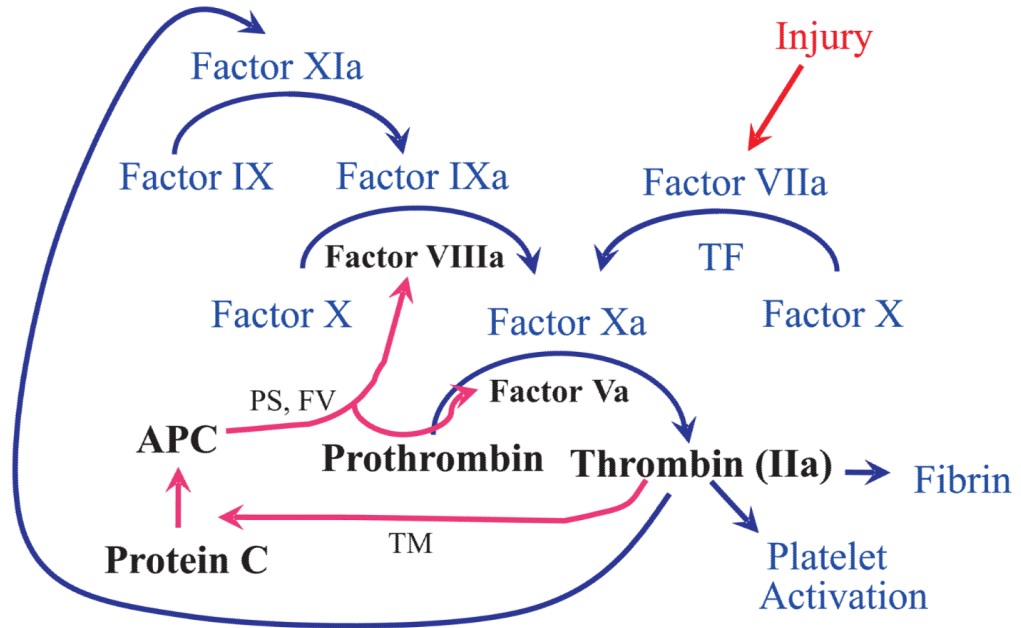 Injury
Factor XIa
Factor IX
Factor IXa
Factor VIIa
Factor VIIIa
TF
Factor X
Factor Xa
Factor X
PS, FV
Factor Va
APC
Prothrombin
Thrombin (IIa)
Fibrin
TM
Protein C
Platelet
Activation